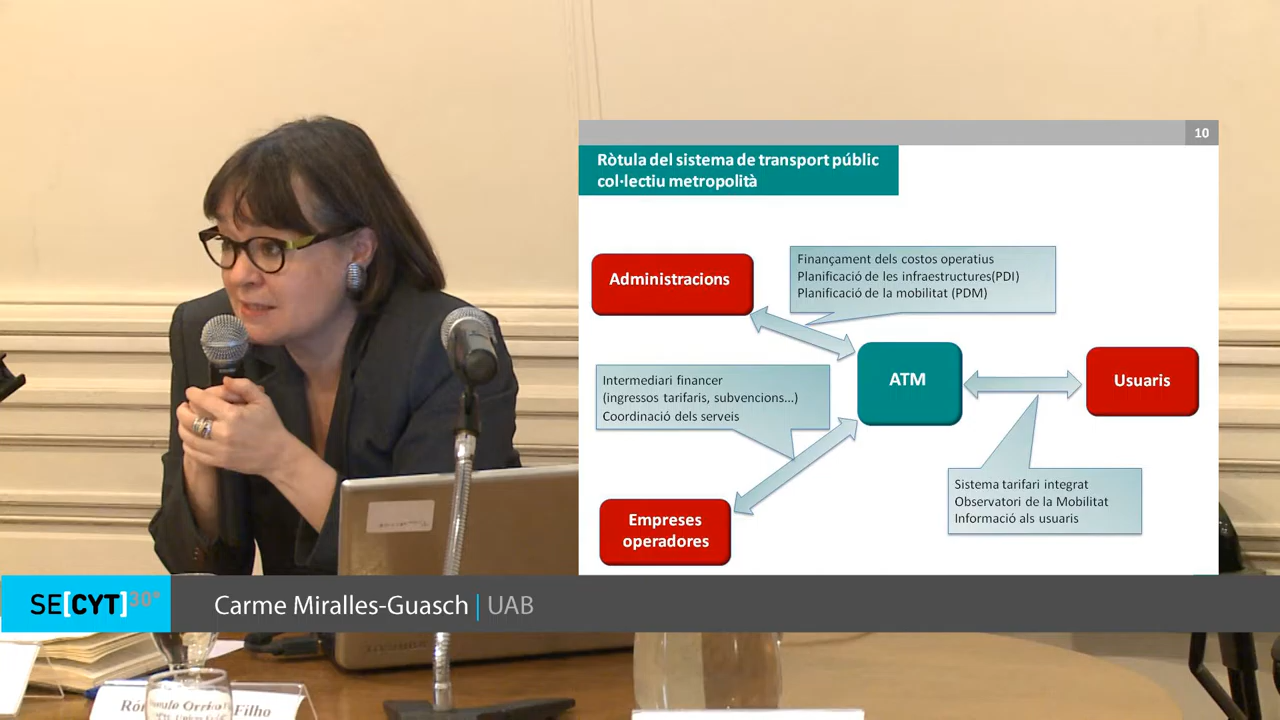 10
Ròtula del sistema de transport públic
col·lectiu metropolità
Administracions
Finançament dels costos operatius
Planificació de les infraestructures(PDI)
Planificació de la mobilitat (PDM)
ATM
Usuaris
Intermediari financer
(ingressos tarifaris, subvencions...)
Coordinació dels serveis
Sistema tarifari integrat
Observatori de la Mobilitat
Informació als usuaris
Empreses
operadores
SE[CYT]30°
Carme Miralles-Guasch | UAB
Filho